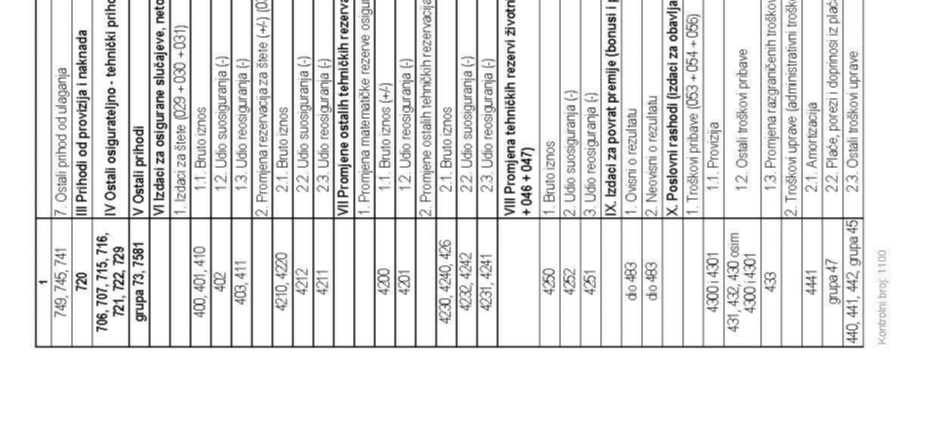 1
749, 745, 741 7. Ostali prihod od ulaganja
720 III Prihodi od provizija i naknada
706, 707, 715, 716,
721, 722, 729 IV Ostali osigurateljno - tehnički
grupa 73, 7581 V Ostali prihodi
VI Izdaci za osigurane slučajeve, neto
1. Izdaci za štete (029 + 030 + 031)
400, 401, 410 1.1. Bruto iznos
402 1.2. Udio suosiguranja (-)
403, 411 1.3. Udio reosiguranja (-)
2. Promjena rezervacija za štete (+/-)
4210, 4220 2.1. Bruto iznos
4212 2.2. Udio suosiguranja (-)
4211 2.3. Udio reosiguranja (-)
VII Promjene ostalih tehničkih
1. Promjena matematičke rezerve
4200 1.1. Bruto iznos (+/-)
4201 1.2. Udio reosiguranja (-)
2. Promjene ostalih tehničkih rezervacija
4230, 4240, 426 2.1. Bruto iznos
4232, 4242 2.2. Udio suosiguranja (-)
4231, 4241 2.3. Udio reosiguranja (-)
VIII Promjena tehničkih rezervi
+ 046 + 047)
4250 1. Bruto iznos
4252 2. Udio suosiguranja (-)
4251 3. Udio reosiguranja (-)
IX. Izdaci za povrat premije (bonusi i
dio 483 1. Ovisni o rezultatu
dio 483 2. Neovisni o rezultatu
X. Poslovni rashodi (izdaci za
1. Troškovi pribave (053 + 054 + 056)
4300 i 4301 1.1. Provizija
431, 432, 430 osim
4300 i 4301 1.2. Ostali troškovi pribave
433 1.3. Promjena razgraničenih
2. Troškovi uprave (administrativni
4441 2.1. Amortizacija
grupa 47 2.2. Plaće, porezi i doprinosi iz
440, 441, 442, grupa 45 2.3. Ostali troškovi uprave
Kontrolni broj: 1100